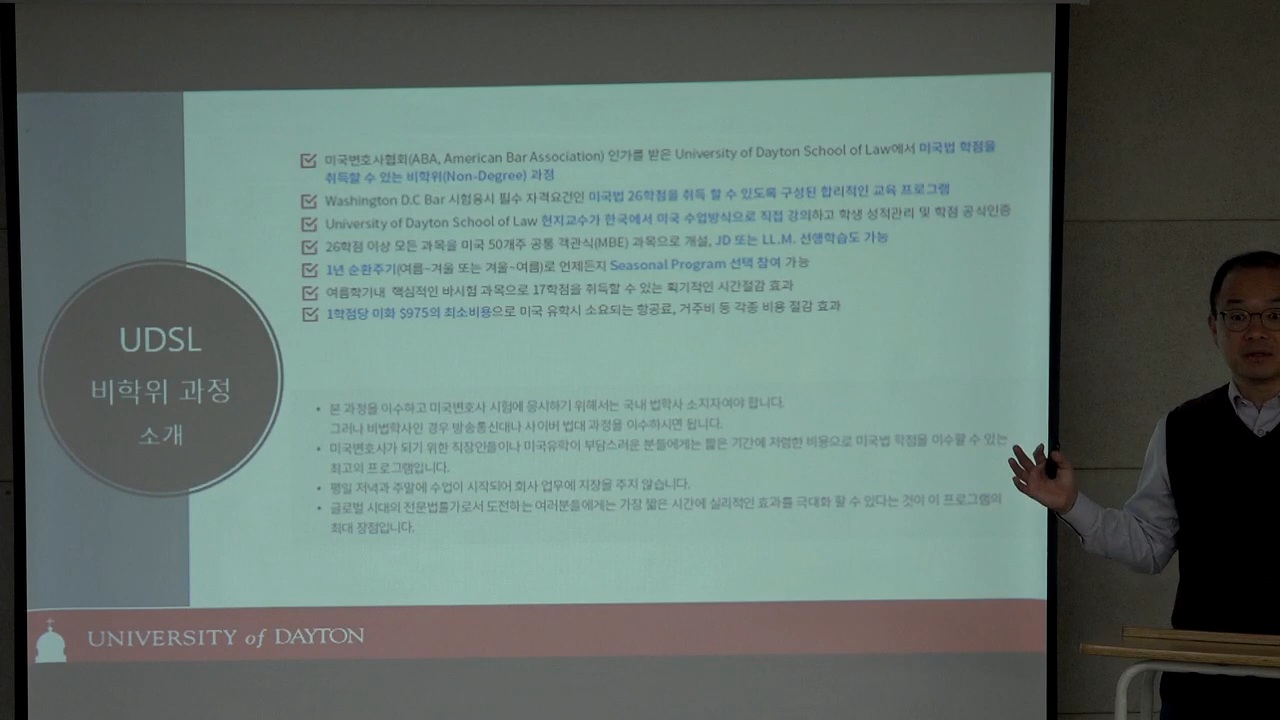 미국변호사협회(ABA, American Bar Association) 인가를 받은 University of Dayton School of Law에서 미국법 학점을
취득할 수 있는 비학위(Non-Degree) 과정
Washington D.C Bar 시험응시 필수 자격요건인 미국법 26학점을 취득 할 수 있도록 구성된 합리적인 교육 프로그램
University of Dayton School of Law 현지교수가 한국에서 미국 수업방식으로 직접 강의하고 학생 성적관리 및 학점 공식인증
26학점 이상 모든 과목을 미국 50개주 공통 객관식(MBE) 과목으로 개설, JD 또는 LL.M. 선행학습도 가능
1년 순환주기(여름~겨울 또는 겨울~여름)로 언제든지 Seasonal Program 선택 참여 가능
여름학기내 핵심적인 바시험 과목으로 17학점을 취득할 수 있는 획기적인 시간절감 효과
1학점당 미화 $975의 최소비용으로 미국 유학시 소요되는 항공료, 거주비 등 각종 비용 절감 효과
UDSL
비학위 과정
소개
• 본 과정을 이수하고 미국변호사 시험에 응시하기 위해서는 국내 법학사 소지자여야 합니다.
그러나 비법학사인 경우 방송통신대나 사이버 법대 과정을 이수하시면 됩니다.
• 미국변호사가 되기 위한 직장인들이나 미국유학이 부담스러운 분들에게는 짧은 기간에 저렴한 비용으로 미국법 학점을 이수할 수 있는
최고의 프로그램입니다.
• 평일 저녁과 주말에 수업이 시작되어 회사 업무에 지장을 주지 않습니다.
• 글로벌 시대의 전문법률가로서 도전하는 여러분들에게는 가장 짧은 시간에 실리적인 효과를 극대화 할 수 있다는 것이 이 프로그램의
최대 장점입니다.
UNIVERSITY of DAYTON